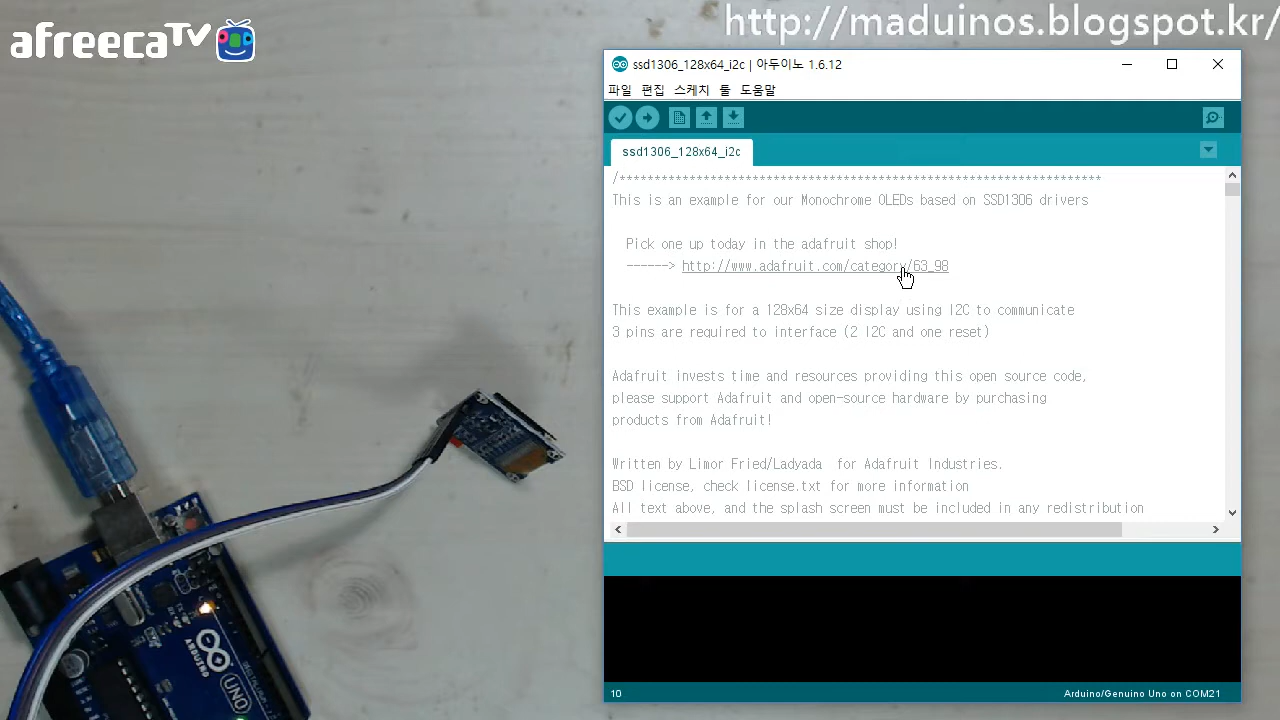 afreecaTV
http://maduinos.blogspot.kr/
ssd1306_128x64_i2c | 아두이노 1.6.12
파일 편집 스케치 툴 도움말
ssd1306_128x64_i2c
/*********************************************************************
This is an example for our Monochrome OLEDs based on SSD1306 drivers
Pick one up today in the adafruit shop!
------> http://www.adafruit.com/category/63_98
This example is for a 128x64 size display using I2C to communicate
3 pins are required to interface (2 I2C and one reset)
Adafruit invests time and resources providing this open source code,
please support Adafruit and open-source hardware by purchasing
products from Adafruit!
Written by Limor Fried/Ladyada  for Adafruit Industries.
BSD license, check license.txt for more information
All text above, and the splash screen must be included in any redistribution
10
Arduino/Genuino Uno on COM21
ARDUINO
UNO